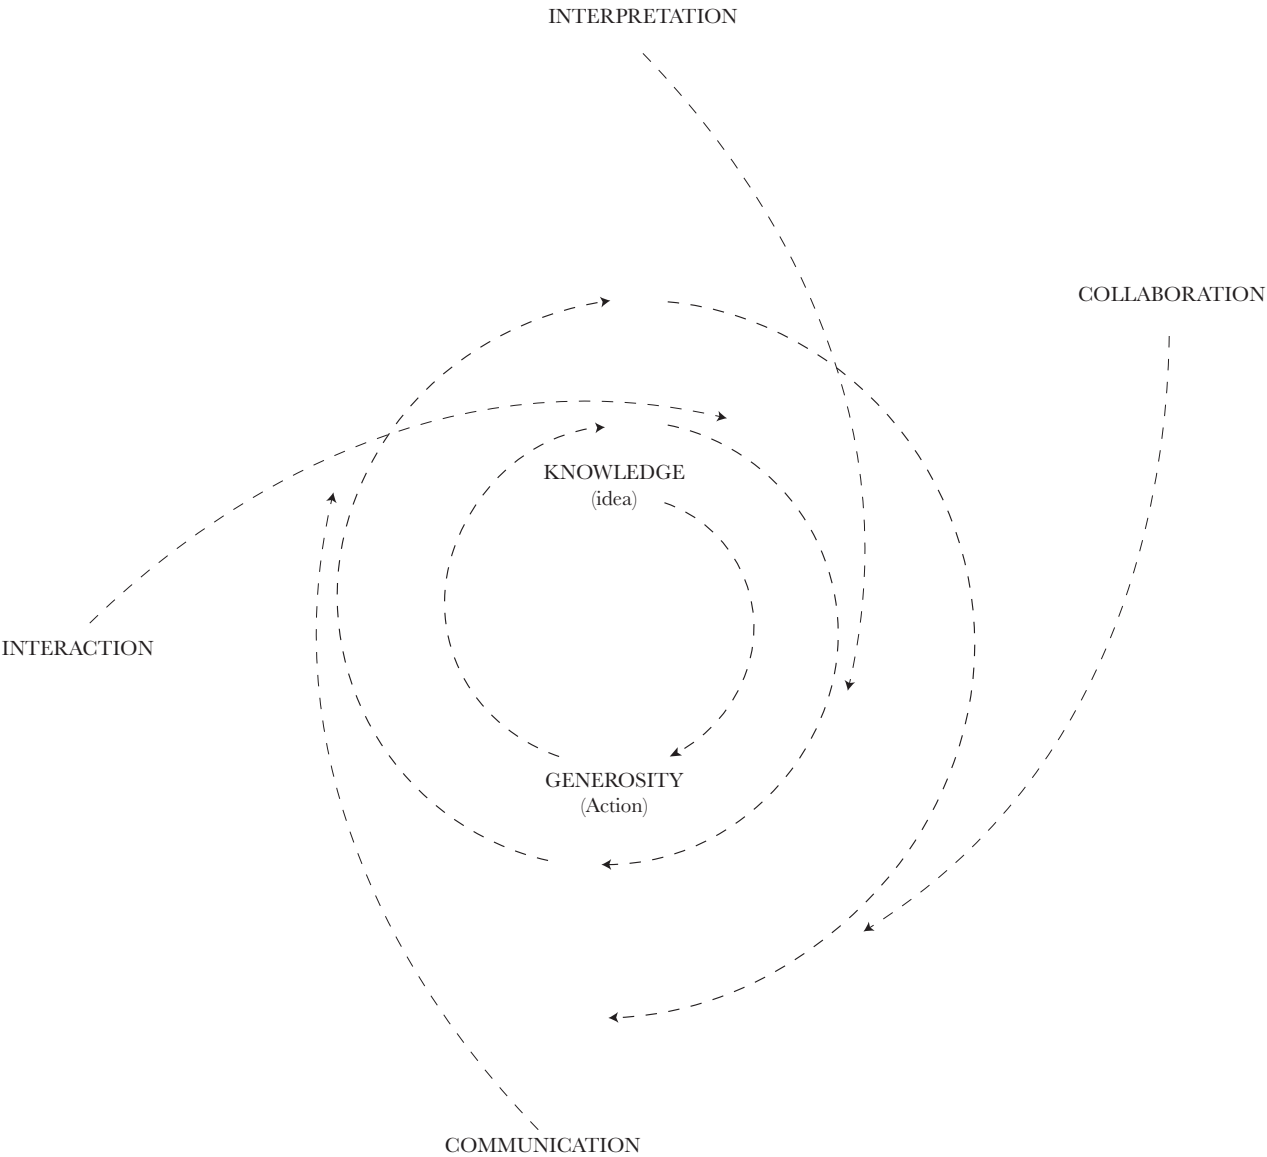 INTERPRETATION
COLLABORATION
KNOWLEDGE
(idea)
INTERACTION
GENEROSITY
(Action)
COMMUNICATION